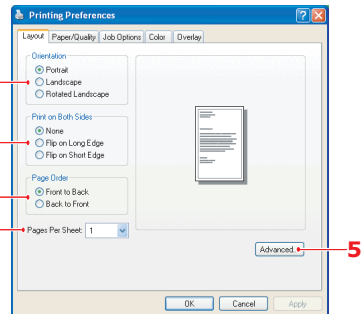 Printing Preferences
Layout Paper/Quality Job Options Color Overlay
Orientation
Portrait
Landscape
Rotated Landscape
Print on Both Sides
None
Flip on Long Edge
Flip on Short Edge
Page Order
Front to Back
Back to Front
Pages Per Sheet: 1
Advanced...
5
OK Cancel Apply